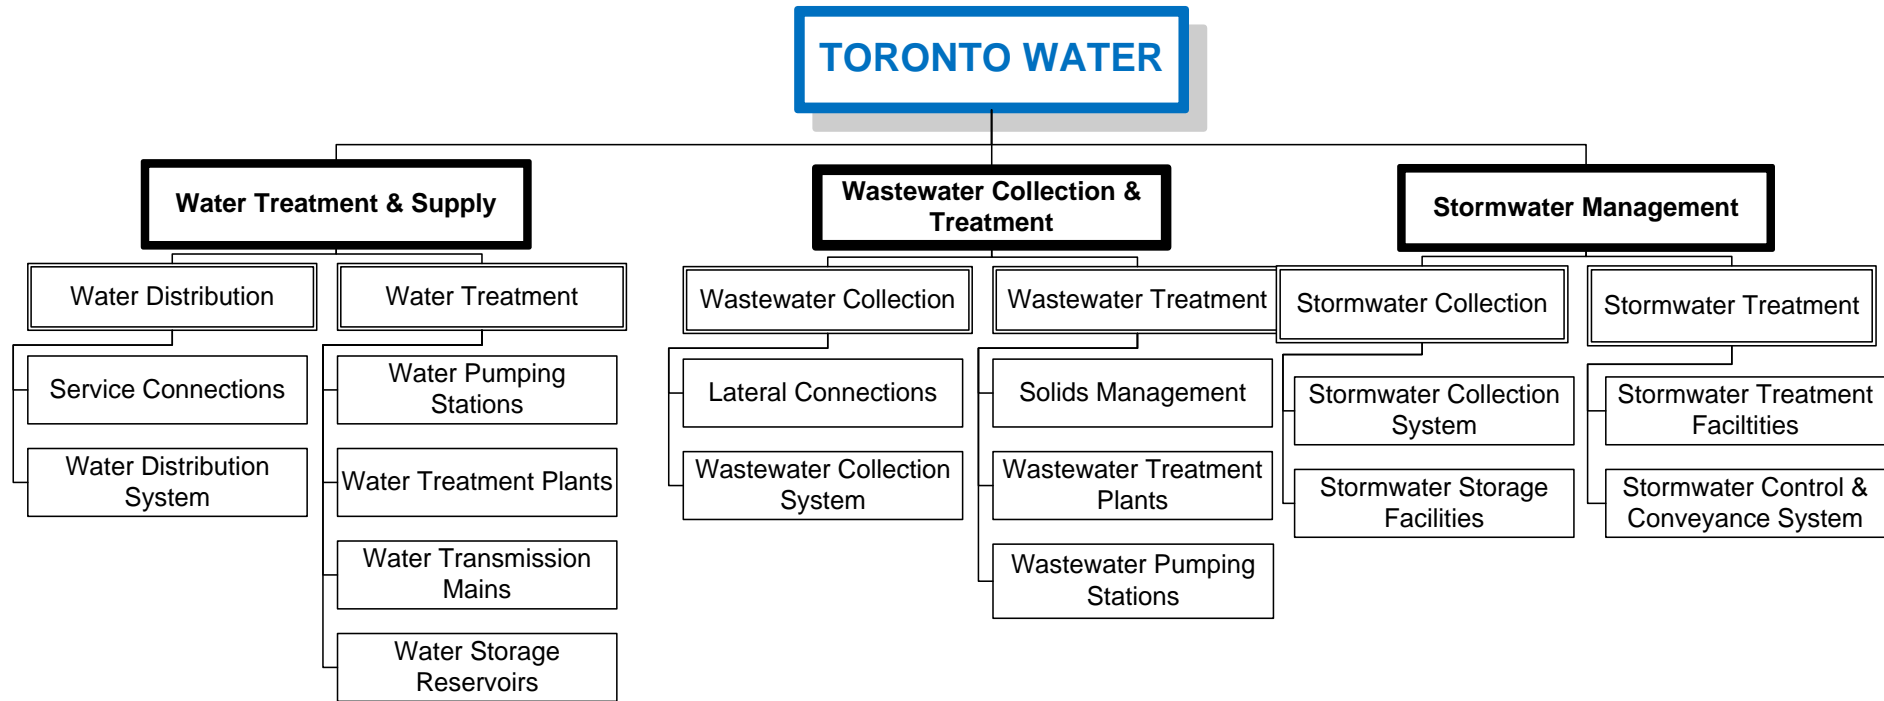 TORONTO WATER
Water Treatment & Supply
Wastewater Collection &
Treatment
Stormwater Management
Water Distribution
Water Treatment
Wastewater Collection
Wastewater Treatment
Stormwater Collection
Stormwater Treatment
Service Connections
Water Distribution
System
Water Pumping
Stations
Water Treatment Plants
Water Transmission
Mains
Water Storage
Reservoirs
Lateral Connections
Wastewater Collection
System
Solids Management
Wastewater Treatment
Plants
Wastewater Pumping
Stations
Stormwater Collection
System
Stormwater Storage
Facilities
Stormwater Treatment
Faciltities
Stormwater Control &
Conveyance System